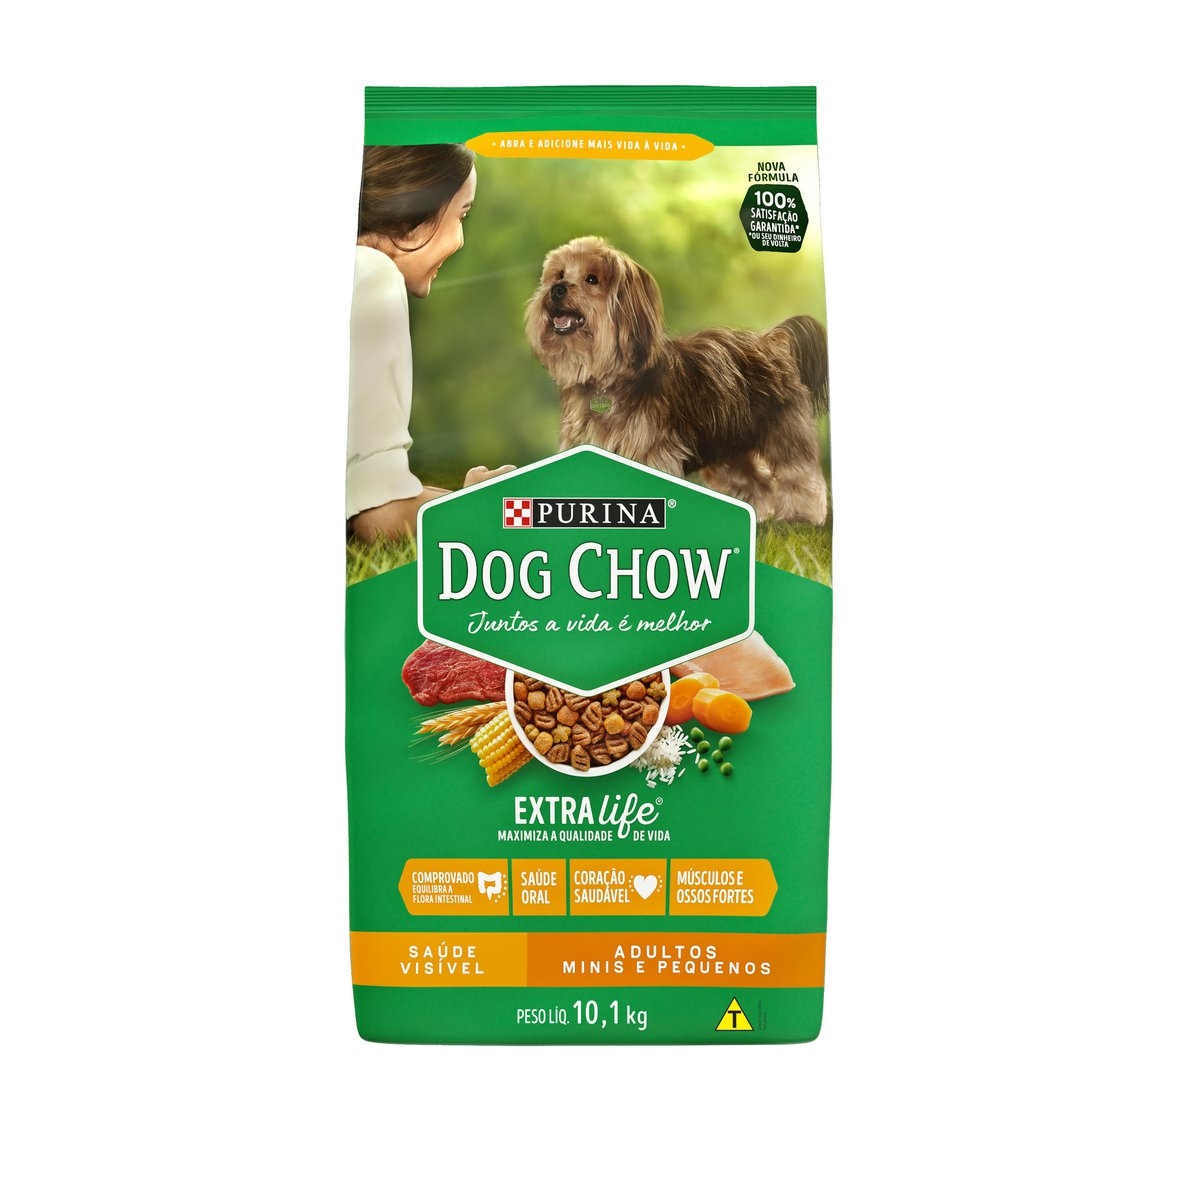 • ABRA E ADICIONE MAIS VIDA À VIDA •
NOVA
FÓRMULA
100%
SATISFAÇÃO
GARANTIDA*
*OU SEU DINHEIRO
DE VOLTA
PURINA®
DOG CHOW®
Juntos a vida é melhor
EXTRA life®
MAXIMIZA A QUALIDADE DE VIDA
COMPROVADO
EQUILIBRA A
FLORA INTESTINAL
SAÚDE
ORAL
CORAÇÃO
SAUDÁVEL
MÚSCULOS E
OSSOS FORTES
SAÚDE
VISÍVEL
ADULTOS
MINIS E PEQUENOS
PESO LÍQ. 10,1 kg
T